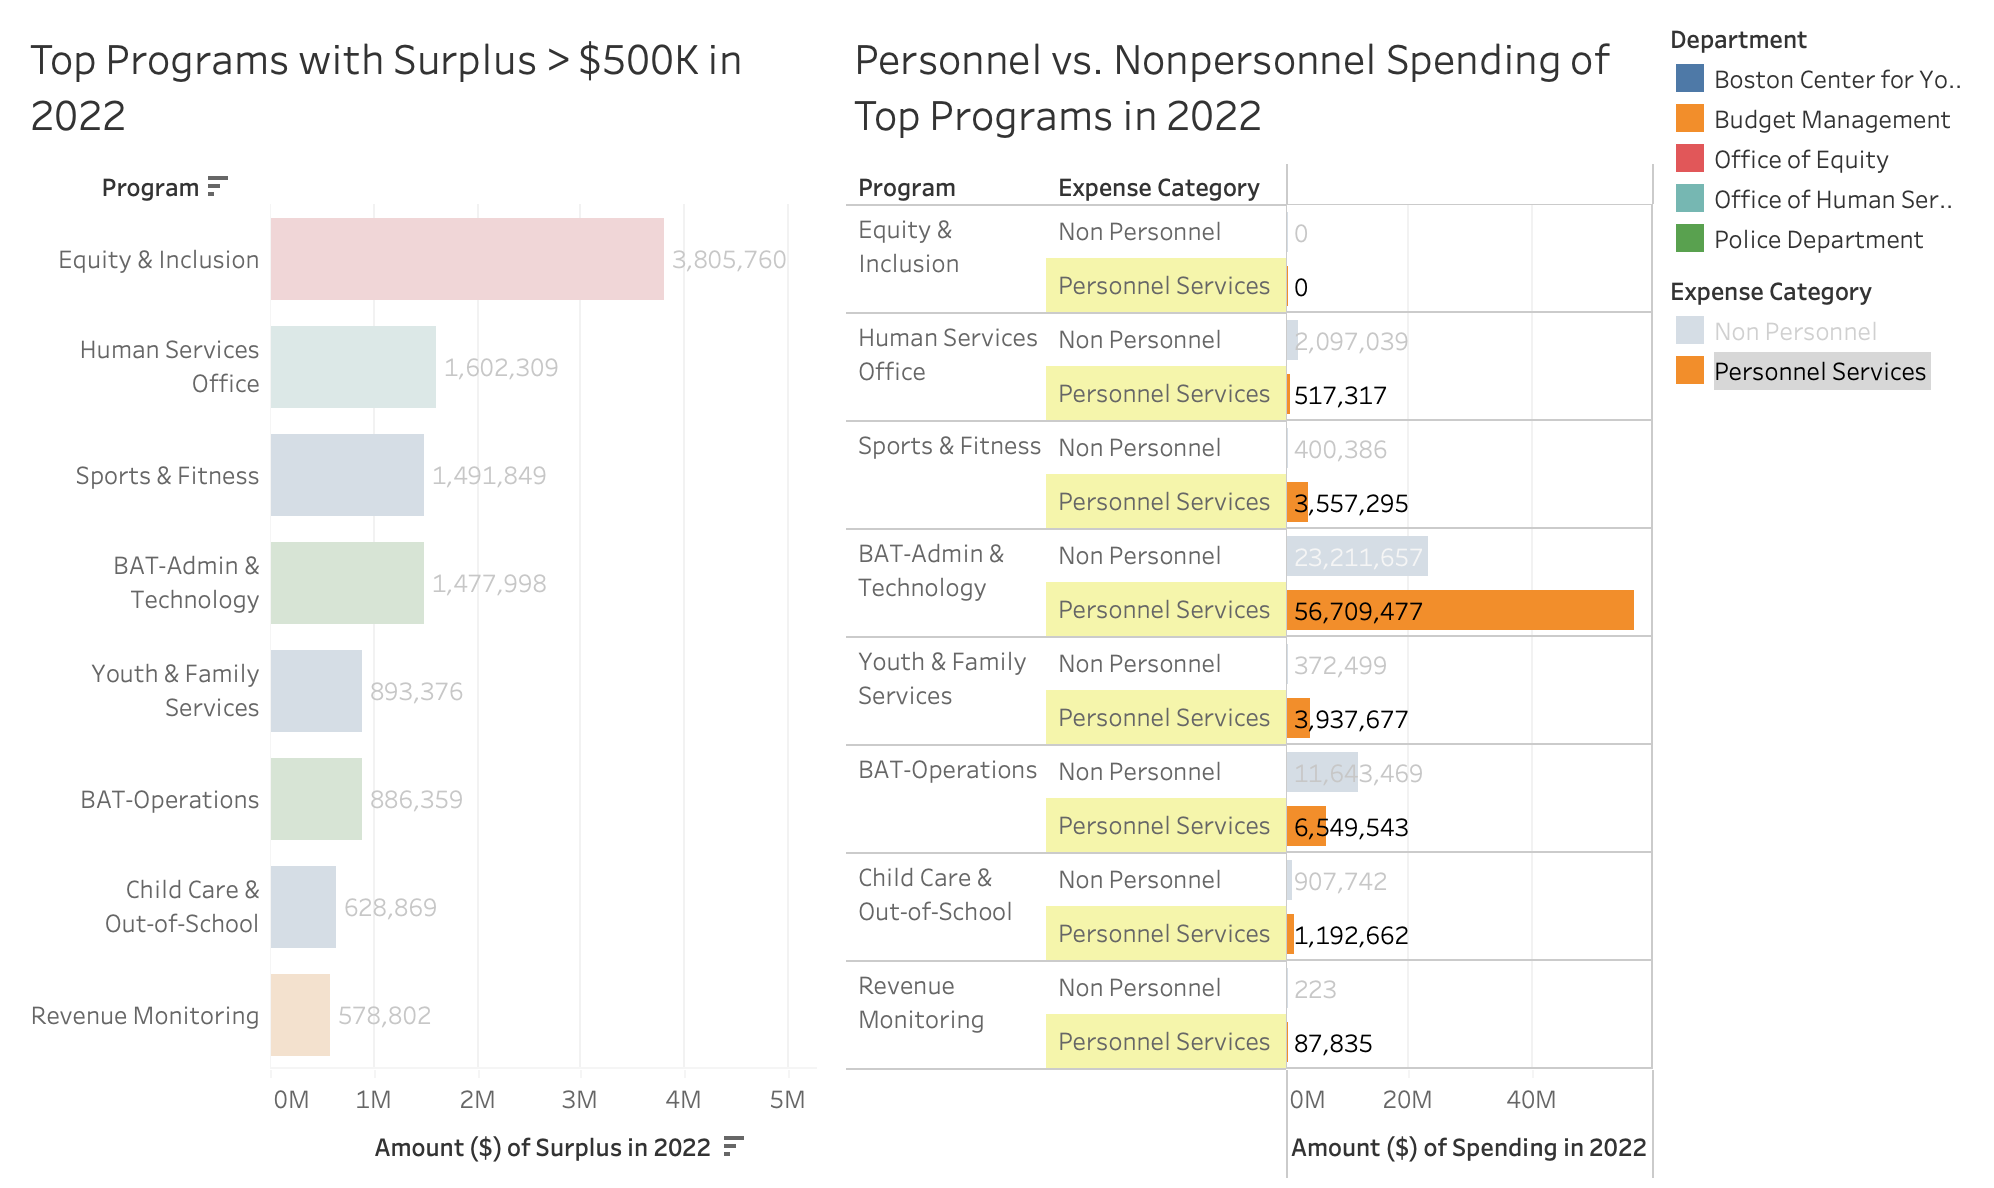 Top Programs with Surplus > $500K in
2022
Program
Equity & Inclusion
3,805,760
Human Services
Office
1,602,309
Sports & Fitness
1,491,849
BAT-Admin &
Technology
1,477,998
Youth & Family
Services
893,376
BAT-Operations
886,359
Child Care &
Out-of-School
628,869
Revenue Monitoring
578,802
0M 1M 2M 3M 4M 5M
Amount ($) of Surplus in 2022
Personnel vs. Nonpersonnel Spending of
Top Programs in 2022
Program Expense Category
Equity &
Inclusion
Non Personnel 0
Personnel Services 0
Human Services
Office
Non Personnel 2,097,039
Personnel Services 517,317
Sports & Fitness
Non Personnel 400,386
Personnel Services 3,557,295
BAT-Admin &
Technology
Non Personnel 23,211,657
Personnel Services 56,709,477
Youth & Family
Services
Non Personnel 372,499
Personnel Services 3,937,677
BAT-Operations
Non Personnel 11,643,469
Personnel Services 6,549,543
Child Care &
Out-of-School
Non Personnel 907,742
Personnel Services 1,192,662
Revenue
Monitoring
Non Personnel 223
Personnel Services 87,835
0M 20M 40M
Amount ($) of Spending in 2022
Department
Boston Center for Yo..
Budget Management
Office of Equity
Office of Human Ser..
Police Department
Expense Category
Non Personnel
Personnel Services